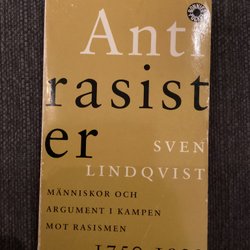 Anti
rasist
er
SVEN
LINDQVIST
MÄNNISKOR OCH
ARGUMENT I KAMPEN
MOT RASISMEN